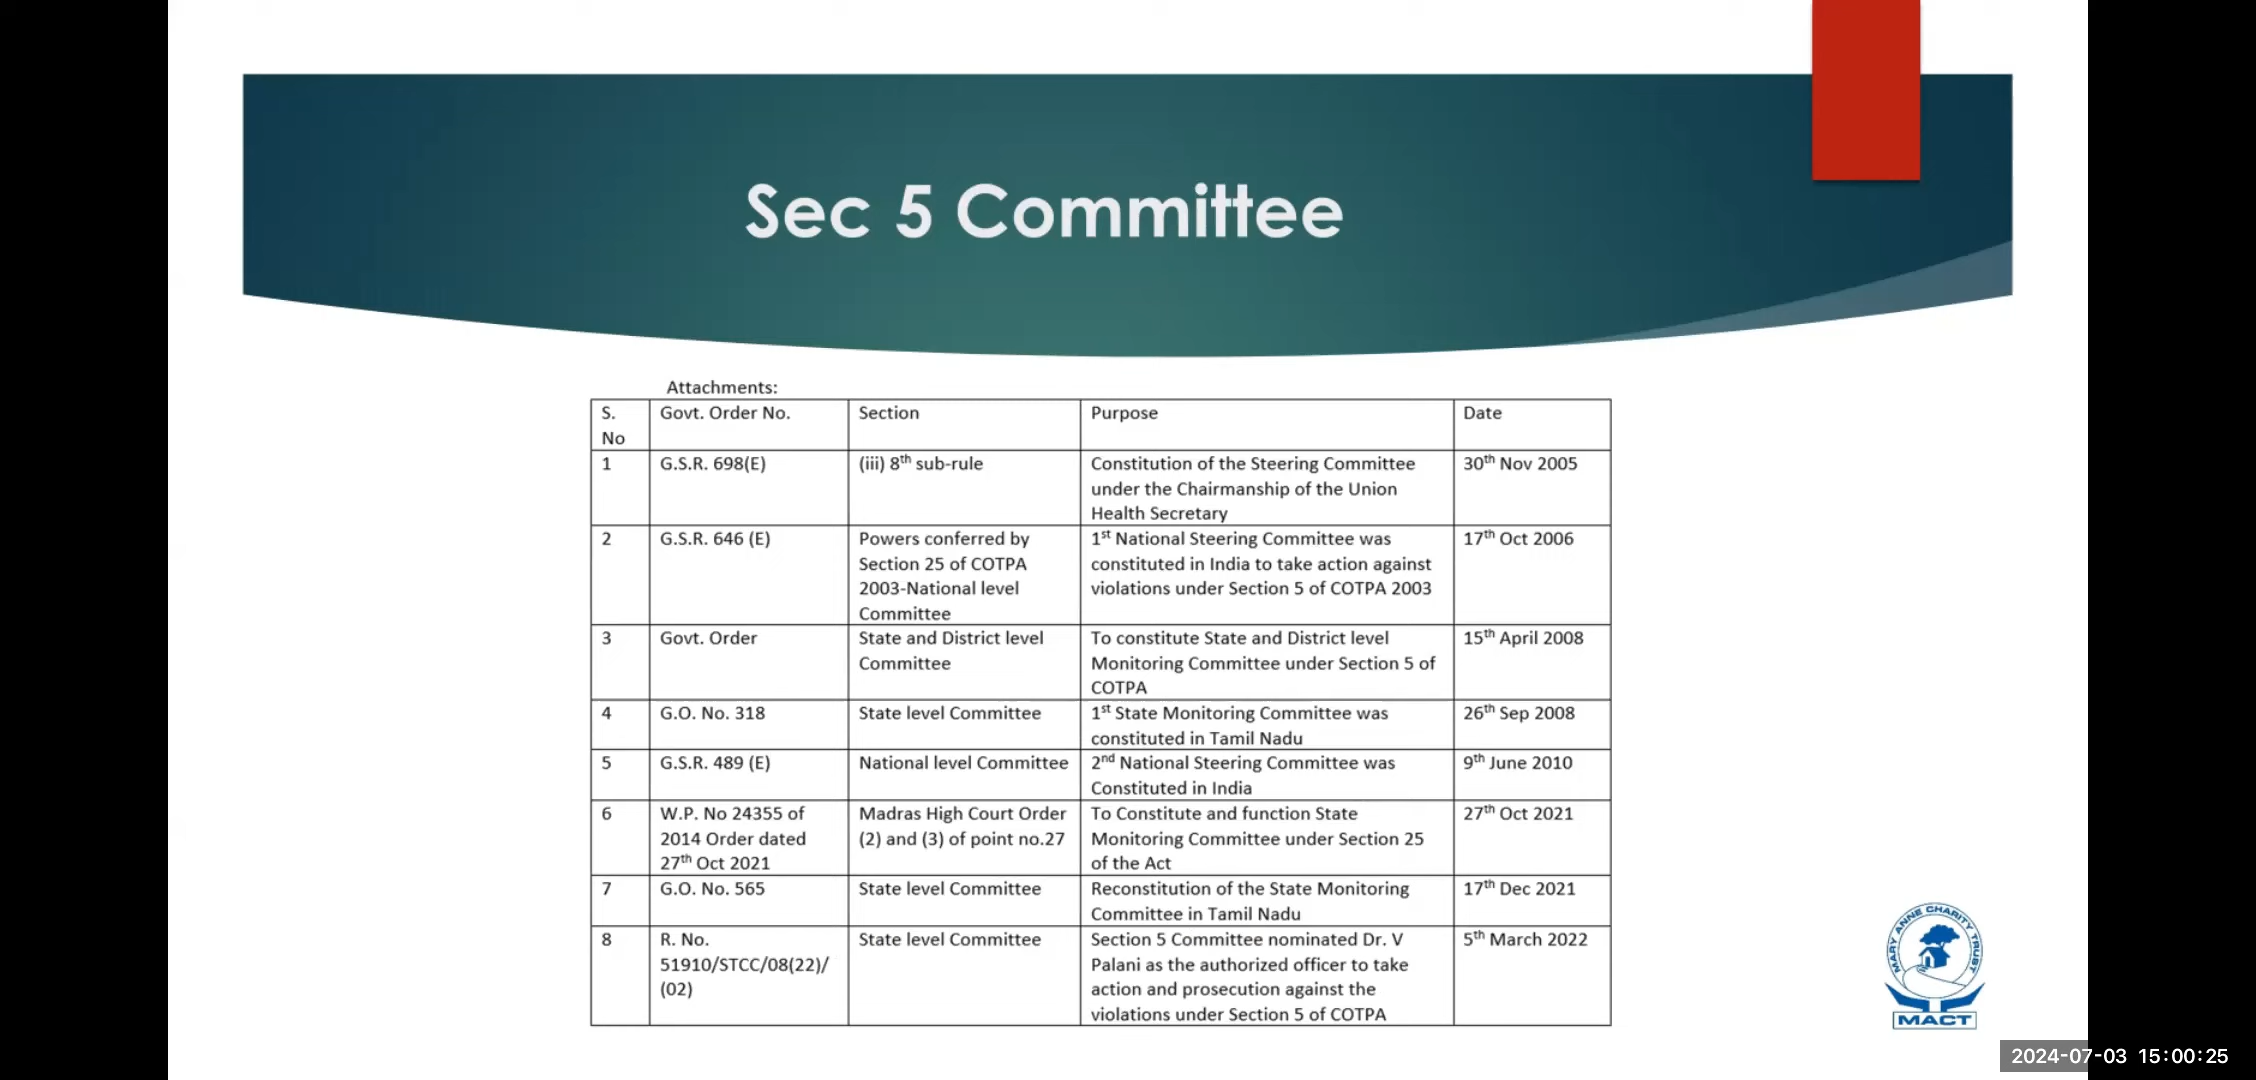 Sec 5 Committee
Attachments:
S. No | Govt. Order No. | Section | Purpose | Date
1 | G.S.R. 698(E) | (iii) 8th sub-rule | Constitution of the Steering Committee under the Chairmanship of the Union Health Secretary | 30th Nov 2005
2 | G.S.R. 646 (E) | Powers conferred by Section 25 of COTPA 2003-National level Committee | 1st National Steering Committee was constituted in India to take action against violations under Section 5 of COTPA 2003 | 17th Oct 2006
3 | Govt. Order | State and District level Committee | To constitute State and District level Monitoring Committee under Section 5 of COTPA | 15th April 2008
4 | G.O. No. 318 | State level Committee | 1st State Monitoring Committee was constituted in Tamil Nadu | 26th Sep 2008
5 | G.S.R. 489 (E) | National level Committee | 2nd National Steering Committee was Constituted in India | 9th June 2010
6 | W.P. No 24355 of 2014 Order dated 27th Oct 2021 | Madras High Court Order (2) and (3) of point no.27 | To Constitute and function State Monitoring Committee under Section 25 of the Act | 27th Oct 2021
7 | G.O. No. 565 | State level Committee | Reconstitution of the State Monitoring Committee in Tamil Nadu | 17th Dec 2021
8 | R. No. 51910/STCC/08(22)/(02) | State level Committee | Section 5 Committee nominated Dr. V Palani as the authorized officer to take action and prosecution against the violations under Section 5 of COTPA | 5th March 2022
MARY ANNE CHARITY TRUST
MACT
2024-07-03 15:00:25